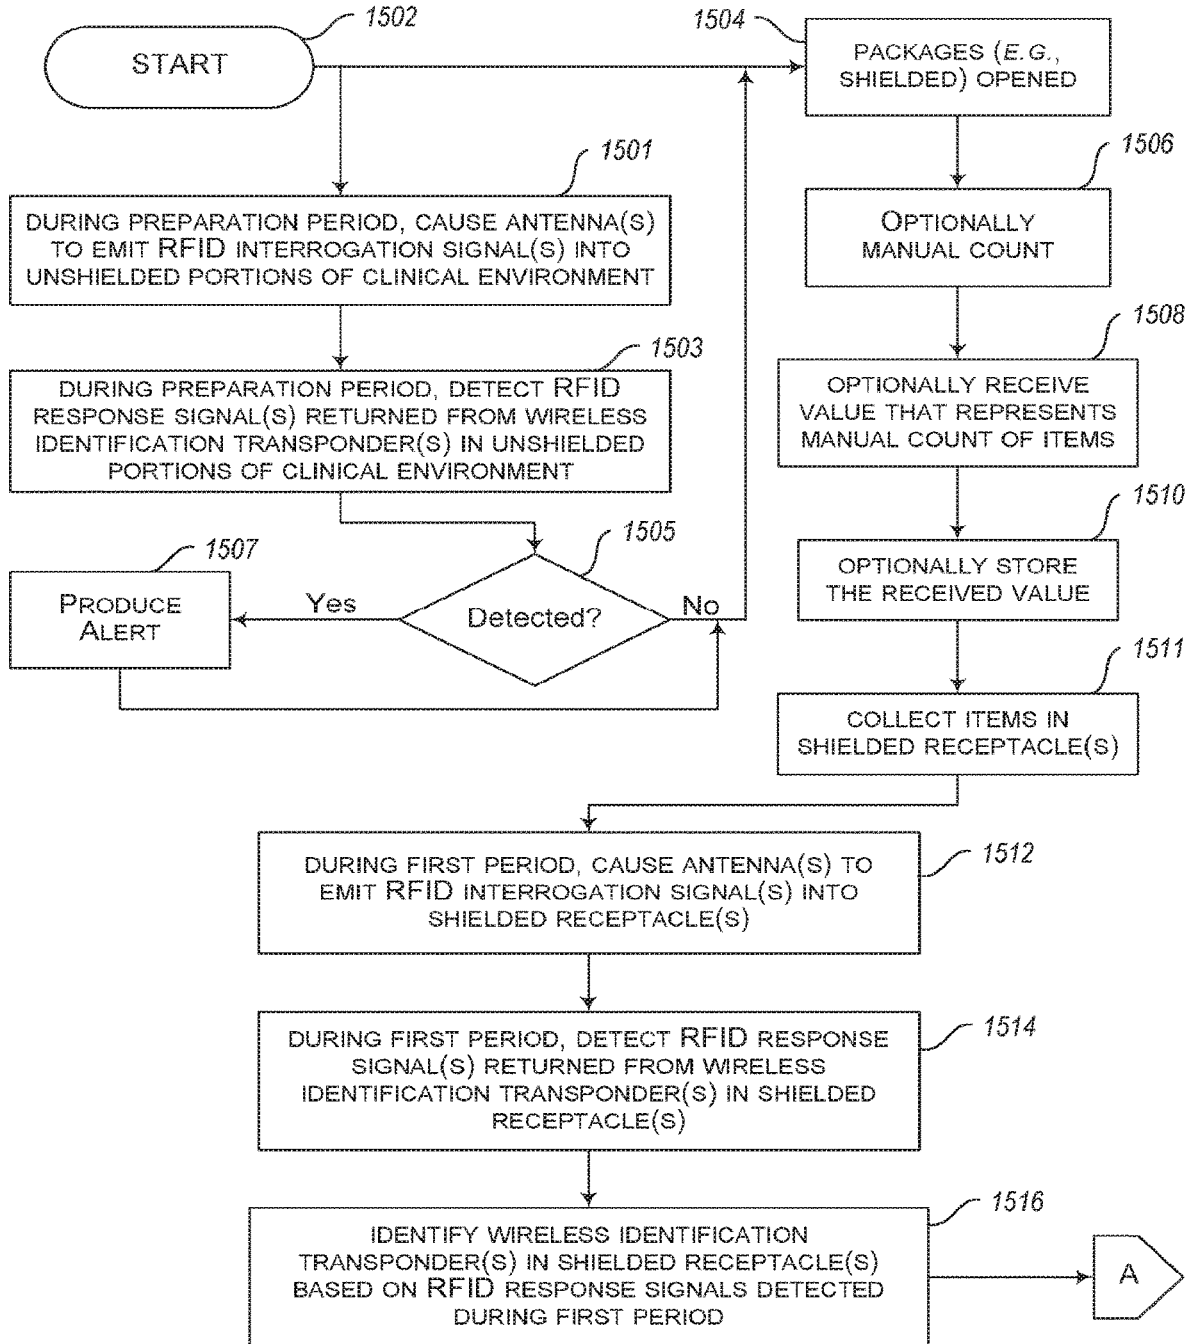 1502
START
1504
PACKAGES (E.G.,
SHIELDED) OPENED
1501
DURING PREPARATION PERIOD, CAUSE ANTENNA(S)
TO EMIT RFID INTERROGATION SIGNAL(S) INTO
UNSHIELDED PORTIONS OF CLINICAL ENVIRONMENT
1506
OPTIONALLY
MANUAL COUNT
1503
DURING PREPARATION PERIOD, DETECT RFID
RESPONSE SIGNAL(S) RETURNED FROM WIRELESS
IDENTIFICATION TRANSPONDER(S) IN UNSHIELDED
PORTIONS OF CLINICAL ENVIRONMENT
1508
OPTIONALLY RECEIVE
VALUE THAT REPRESENTS
MANUAL COUNT OF ITEMS
1505
Detected?
Yes
No
1507
PRODUCE
ALERT
1510
OPTIONALLY STORE
THE RECEIVED VALUE
1511
COLLECT ITEMS IN
SHIELDED RECEPTACLE(S)
1512
DURING FIRST PERIOD, CAUSE ANTENNA(S) TO
EMIT RFID INTERROGATION SIGNAL(S) INTO
SHIELDED RECEPTACLE(S)
1514
DURING FIRST PERIOD, DETECT RFID RESPONSE
SIGNAL(S) RETURNED FROM WIRELESS
IDENTIFICATION TRANSPONDER(S) IN SHIELDED
RECEPTACLE(S)
1516
IDENTIFY WIRELESS IDENTIFICATION
TRANSPONDER(S) IN SHIELDED RECEPTACLE(S)
BASED ON RFID RESPONSE SIGNALS DETECTED
DURING FIRST PERIOD
A